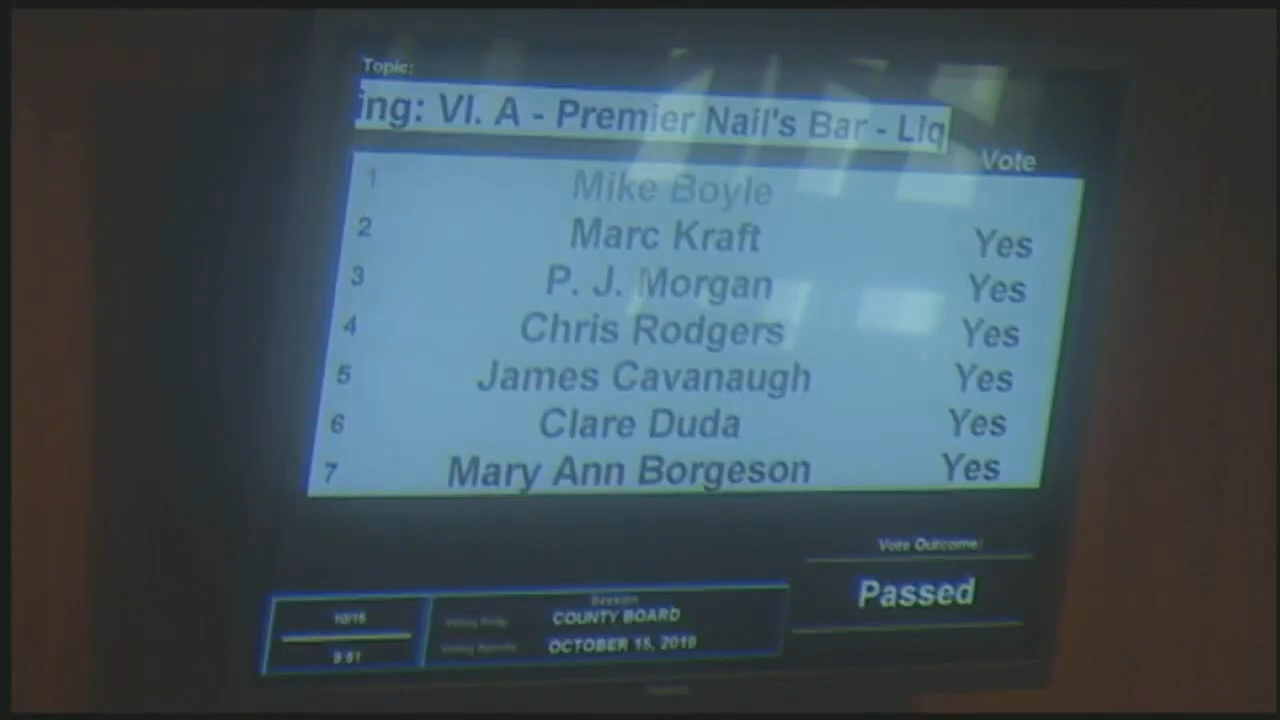 Topic:
ing: VI. A - Premier Nail's Bar - Liq
Vote
1 Mike Boyle
2 Marc Kraft Yes
3 P. J. Morgan Yes
4 Chris Rodgers Yes
5 James Cavanaugh Yes
6 Clare Duda Yes
7 Mary Ann Borgeson Yes
Vote Outcome:
Passed
Session
10/15
COUNTY BOARD
OCTOBER 15, 2019